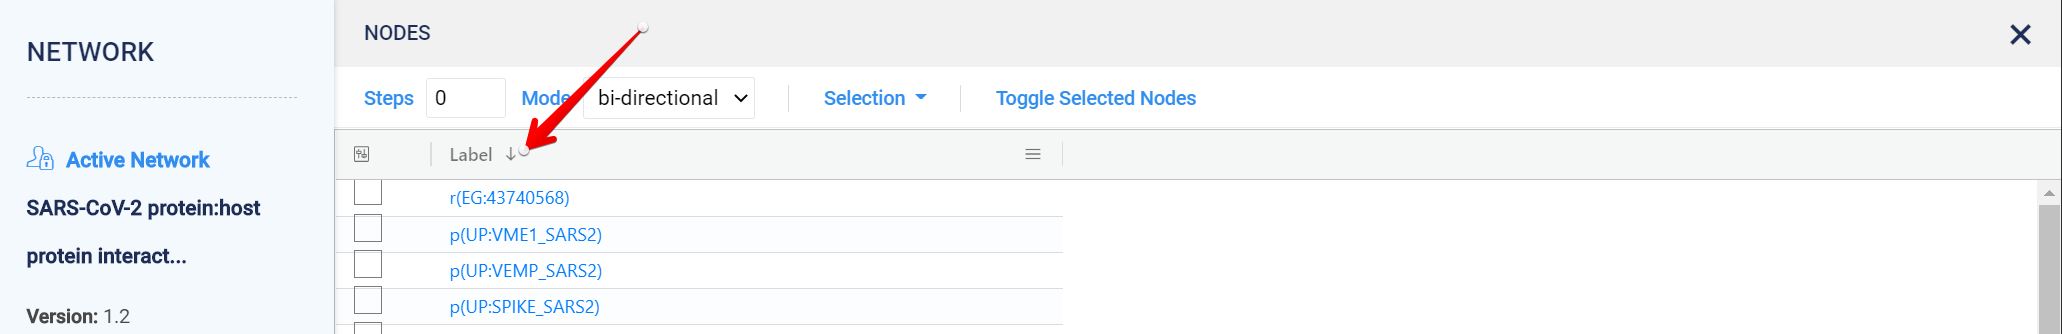 NETWORK
Active Network
SARS-CoV-2 protein:host
protein interact...
Version: 1.2
NODES
Steps 0 Mode bi-directional Selection Toggle Selected Nodes
Label
r(EG:43740568)
p(UP:VME1_SARS2)
p(UP:VEMP_SARS2)
p(UP:SPIKE_SARS2)